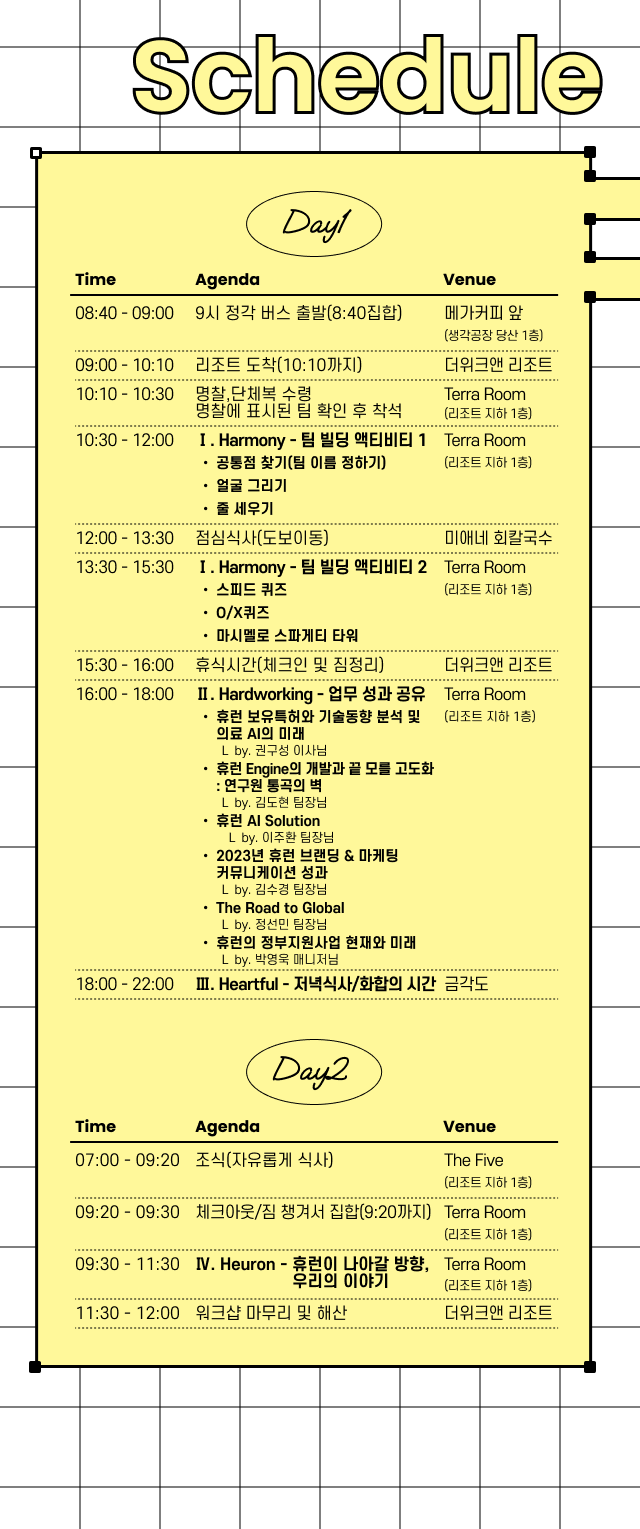 Schedule
Day1
Time Agenda Venue
08:40 - 09:00 9시 정각 버스 출발(8:40집합) 메가커피 앞
(생각공장 당산 1층)
09:00 - 10:10 리조트 도착(10:10까지) 더위크앤 리조트
10:10 - 10:30 명찰,단체복 수령 Terra Room
명찰에 표시된 팀 확인 후 착석 (리조트 지하 1층)
10:30 - 12:00 Ⅰ. Harmony - 팀 빌딩 액티비티 1 Terra Room
• 공통점 찾기(팀 이름 정하기) (리조트 지하 1층)
• 얼굴 그리기
• 줄 세우기
12:00 - 13:30 점심식사(도보이동) 미애네 회칼국수
13:30 - 15:30 Ⅰ. Harmony - 팀 빌딩 액티비티 2 Terra Room
• 스피드 퀴즈 (리조트 지하 1층)
• O/X퀴즈
• 마시멜로 스파게티 타워
15:30 - 16:00 휴식시간(체크인 및 짐정리) 더위크앤 리조트
16:00 - 18:00 Ⅱ. Hardworking - 업무 성과 공유 Terra Room
• 휴런 보유특허와 기술동향 분석 및 (리조트 지하 1층)
의료 AI의 미래
L by. 권구성 이사님
• 휴런 Engine의 개발과 끝 모를 고도화
: 연구원 통곡의 벽
L by. 김도현 팀장님
• 휴런 AI Solution
L by. 이주환 팀장님
• 2023년 휴런 브랜딩 & 마케팅
커뮤니케이션 성과
L by. 김수경 팀장님
• The Road to Global
L by. 정선민 팀장님
• 휴런의 정부지원사업 현재와 미래
L by. 박영욱 매니저님
18:00 - 22:00 Ⅲ. Heartful - 저녁식사/화합의 시간 금각도
Day2
Time Agenda Venue
07:00 - 09:20 조식(자유롭게 식사) The Five
(리조트 지하 1층)
09:20 - 09:30 체크아웃/짐 챙겨서 집합(9:20까지) Terra Room
(리조트 지하 1층)
09:30 - 11:30 Ⅳ. Heuron - 휴런이 나아갈 방향, Terra Room
우리의 이야기 (리조트 지하 1층)
11:30 - 12:00 워크샵 마무리 및 해산 더위크앤 리조트